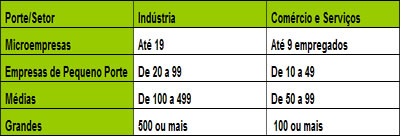 Porte/Setor Indústria Comércio e Serviços
Microempresas Até 19 Até 9 empregados
Empresas de Pequeno Porte De 20 a 99 De 10 a 49
Médias De 100 a 499 De 50 a 99
Grandes 500 ou mais 100 ou mais